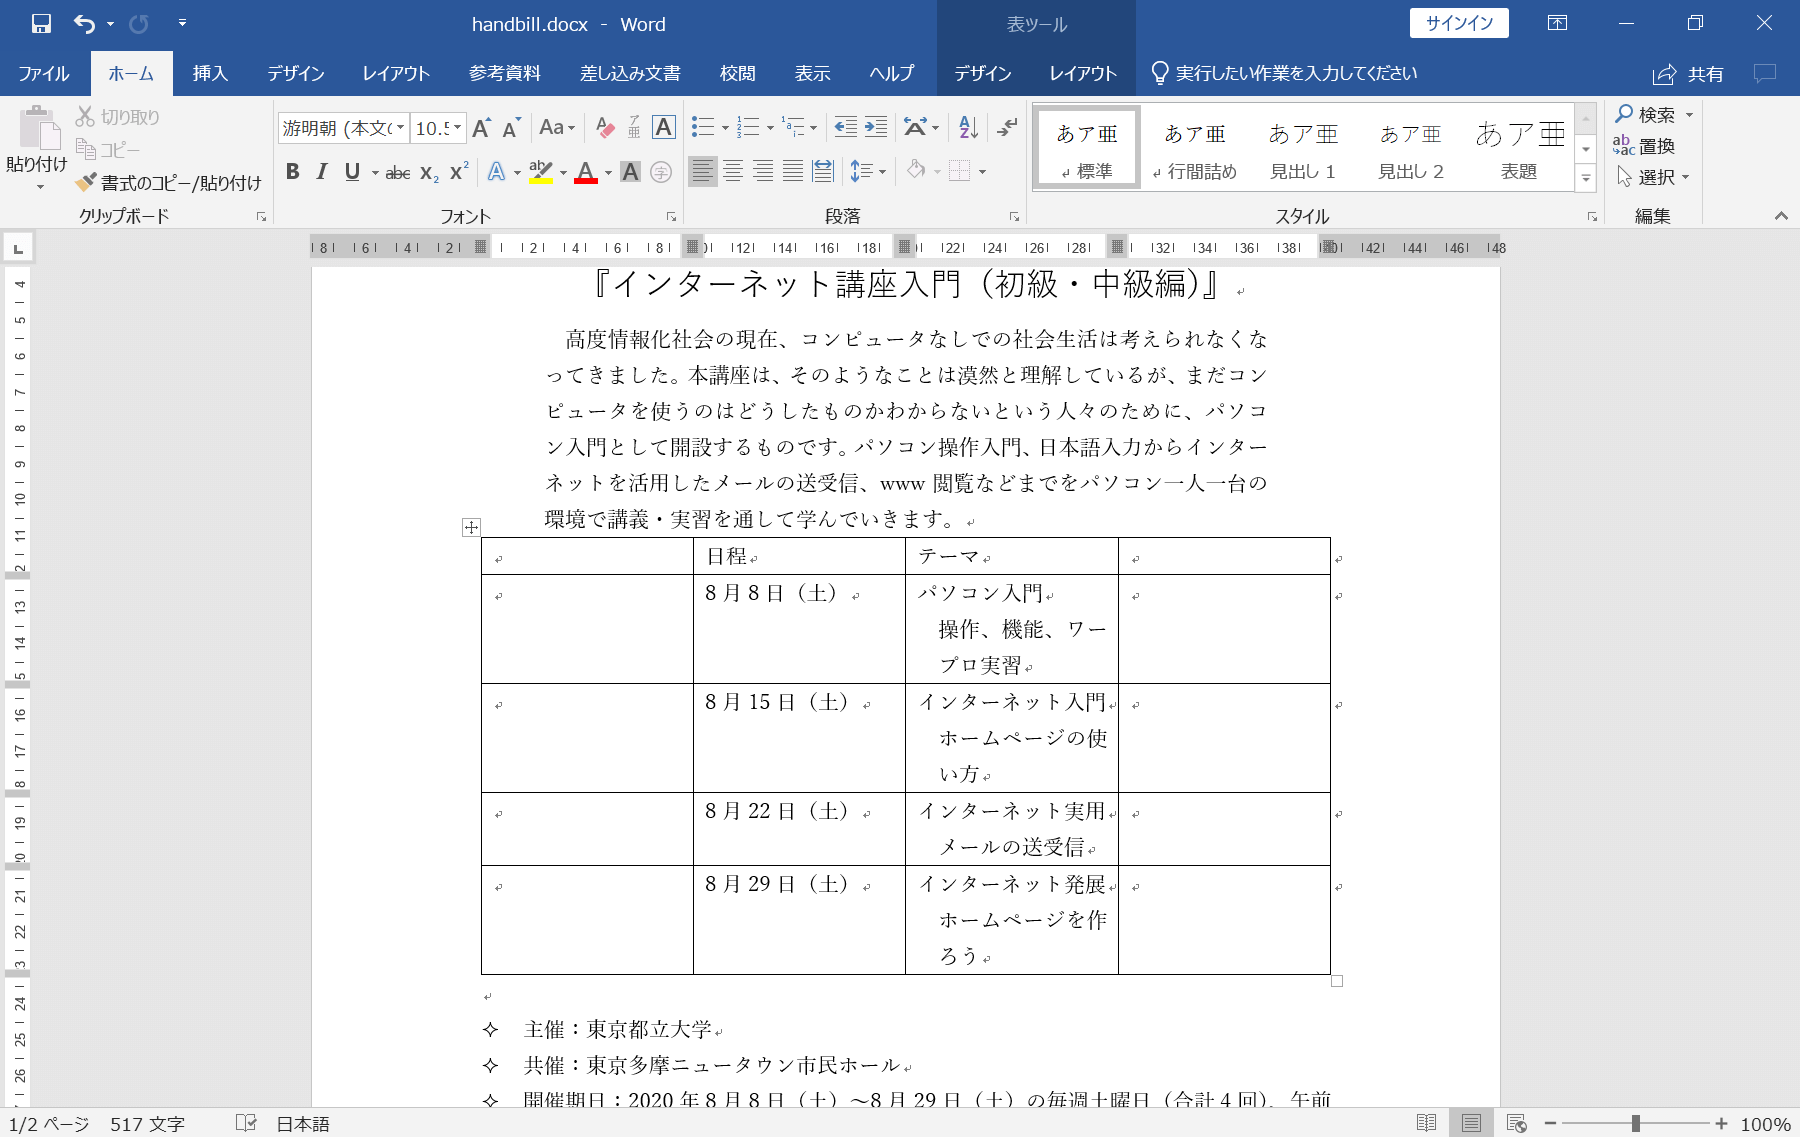 handbill.docx - Word
表ツール
サインイン
ファイル ホーム 挿入 デザイン レイアウト 参考資料 差し込み文書 校閲 表示 ヘルプ デザイン レイアウト 実行したい作業を入力してください 共有
貼り付け
切り取り
コピー
書式のコピー/貼り付け
クリップボード
游明朝 (本文(
10.5
Aa
フォント
段落
あア亜 あア亜 あア亜 あア亜 あア亜
標準 行間詰め 見出し 1 見出し 2 表題
スタイル
検索
置換
選択
編集
『インターネット講座入門（初級・中級編）』
高度情報化社会の現在、コンピュータなしでの社会生活は考えられなくな
ってきました。本講座は、そのようなことは漠然と理解しているが、まだコン
ピュータを使うのはどうしたものかわからないという人々のために、パソコ
ン入門として開設するものです。パソコン操作入門、日本語入力からインター
ネットを活用したメールの送受信、www 閲覧などまでをパソコン一人一台の
環境で講義・実習を通して学んでいきます。
日程 テーマ
8 月 8 日（土） パソコン入門
操作、機能、ワー
プロ実習
8 月 15 日（土） インターネット入門
ホームページの使
い方
8 月 22 日（土） インターネット実用
メールの送受信
8 月 29 日（土） インターネット発展
ホームページを作
ろう
✧ 主催：東京都立大学
✧ 共催：東京多摩ニュータウン市民ホール
✧ 開催期日：2020 年 8 月 8 日（土）～8 月 29 日（土）の毎週土曜日（合計 4 回）、午前
1/2 ページ 517 文字 日本語 100%